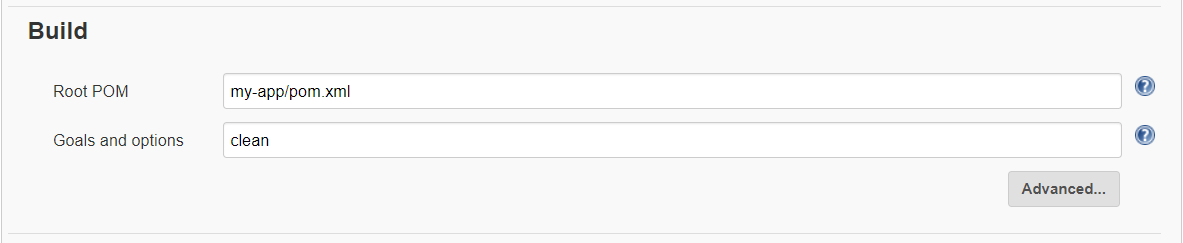 Build
Root POM
my-app/pom.xml
Goals and options
clean
Advanced...